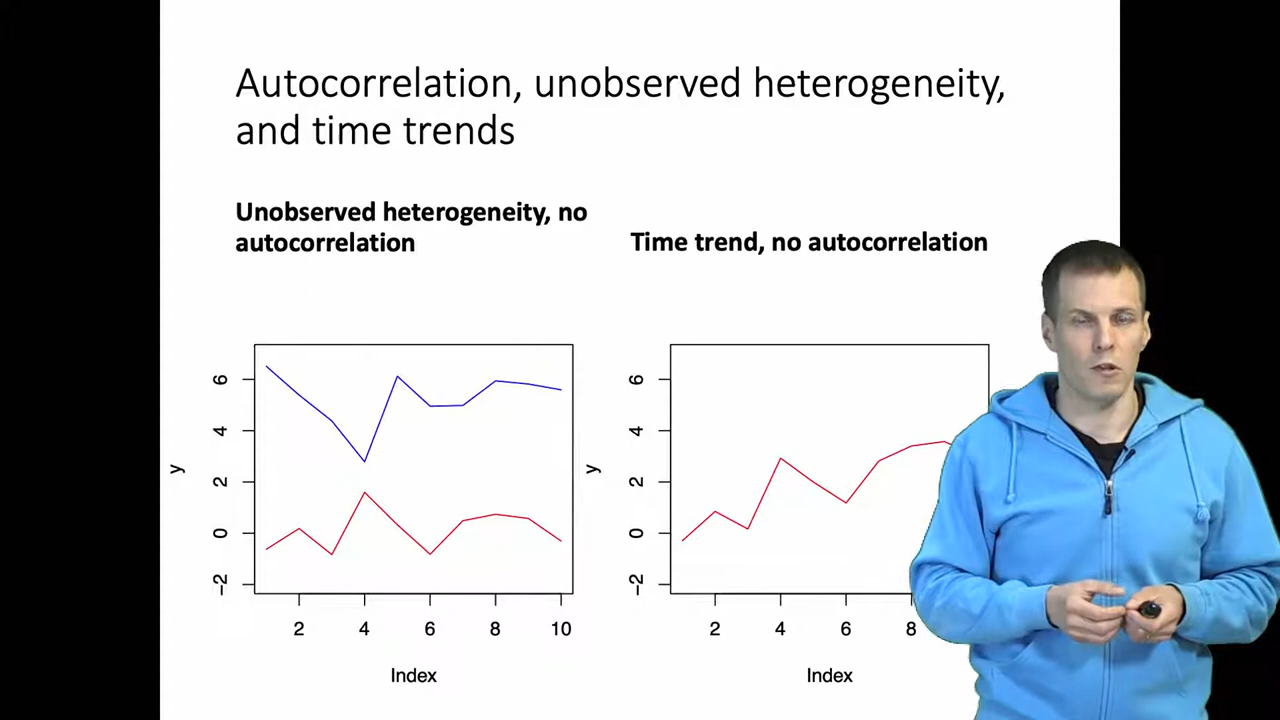 Autocorrelation, unobserved heterogeneity,
and time trends
Unobserved heterogeneity, no
autocorrelation
Time trend, no autocorrelation
6
4
2
0
−2
y
2 4 6 8 10
Index
6
4
2
0
−2
y
2 4 6 8
Index